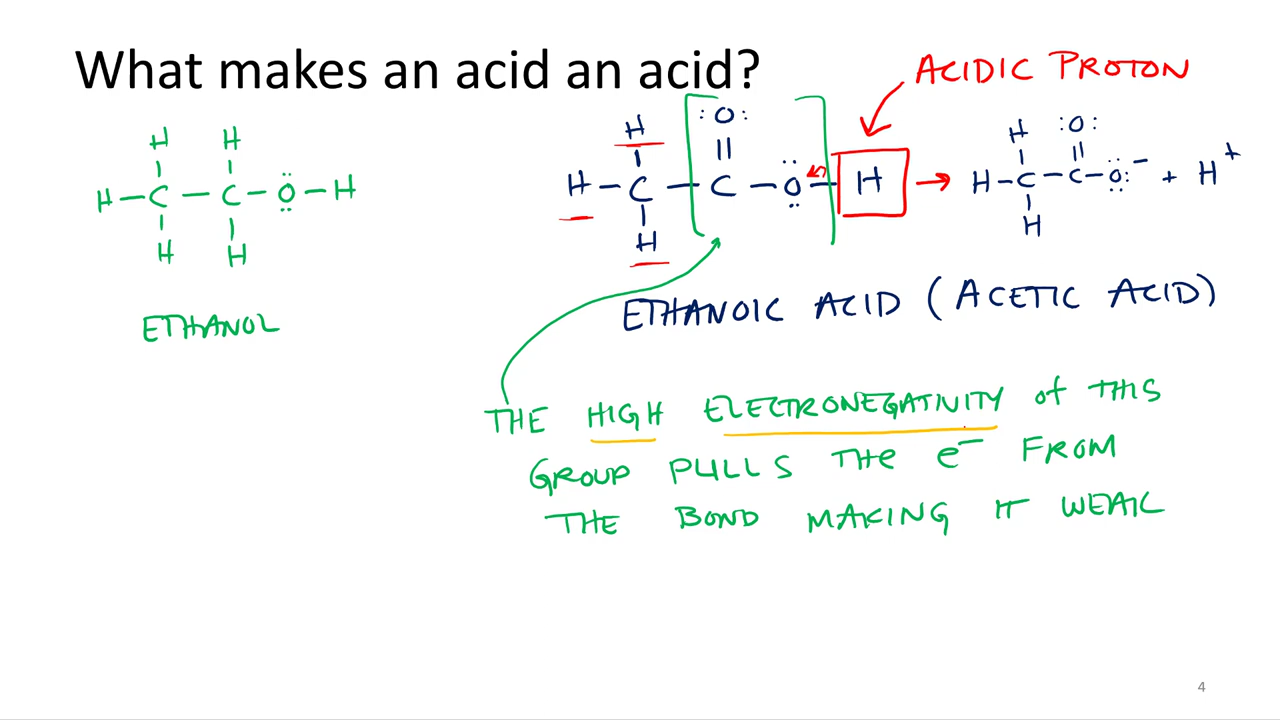 What makes an acid an acid?
ACIDIC PROTON
H H
H – C – C – Ö – H
H H
ETHANOL
H :O:
H – C – C – O – H → H – C – C – O:⁻ + H⁺
H H
ETHANOIC ACID (ACETIC ACID)
THE HIGH ELECTRONEGATIVITY of THIS
GROUP PULLS THE e⁻ FROM
THE BOND MAKING IT WEAK
4